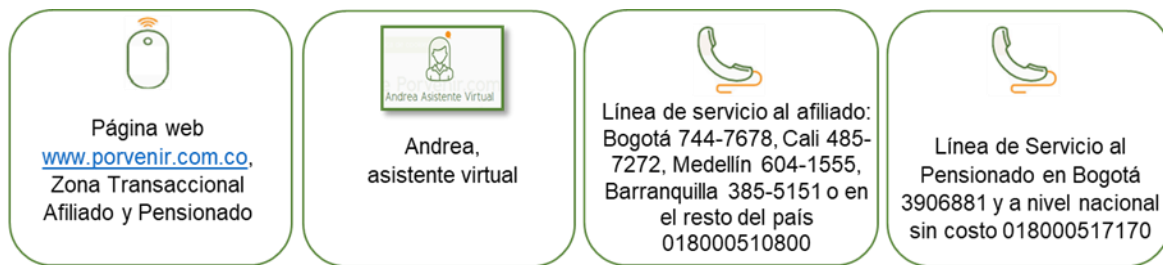 Página web
www.porvenir.com.co,
Zona Transaccional
Afiliado y Pensionado
Andrea Asistente Virtual
Andrea,
asistente virtual
Línea de servicio al afiliado:
Bogotá 744-7678, Cali 485-
7272, Medellín 604-1555,
Barranquilla 385-5151 o en
el resto del país
018000510800
Línea de Servicio al
Pensionado en Bogotá
3906881 y a nivel nacional
sin costo 018000517170